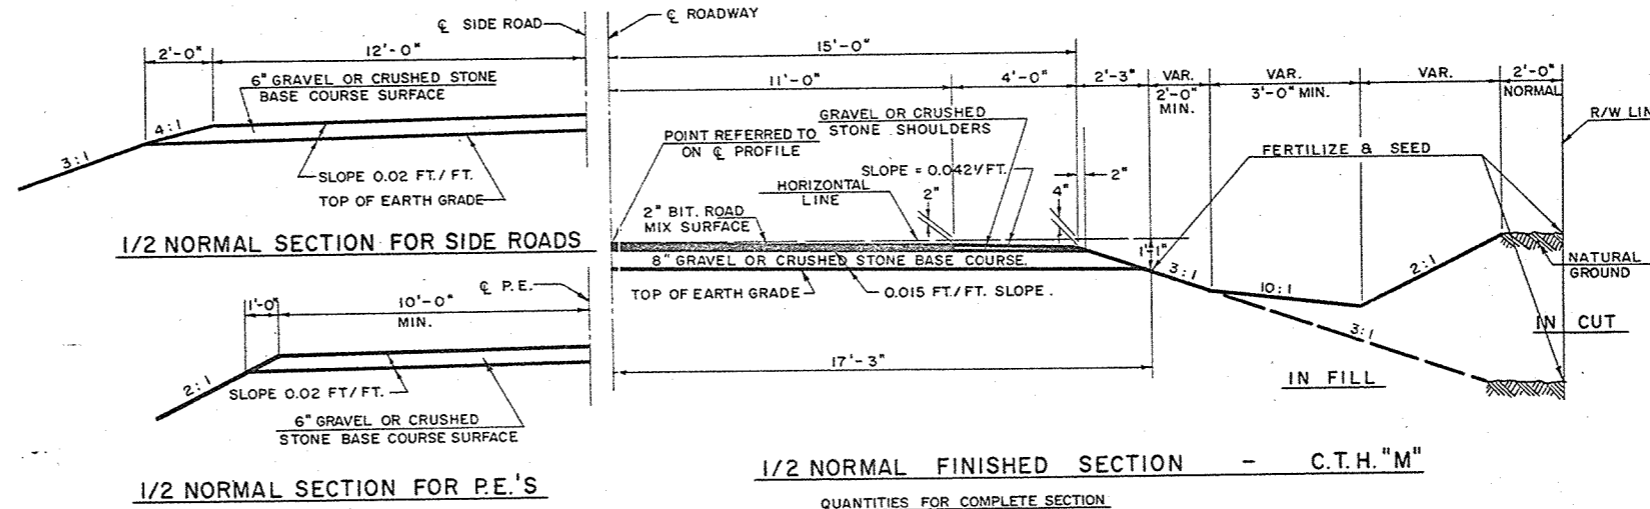 ℄ SIDE ROAD
2'-0"
12'-0"
6" GRAVEL OR CRUSHED STONE
BASE COURSE SURFACE
4:1
3:1
SLOPE 0.02 FT./FT.
TOP OF EARTH GRADE
1/2 NORMAL SECTION FOR SIDE ROADS
℄ P.E.
1'-0"
10'-0"
MIN.
2:1
SLOPE 0.02 FT/FT.
6" GRAVEL OR CRUSHED
STONE BASE COURSE SURFACE
1/2 NORMAL SECTION FOR P.E.'S
℄ ROADWAY
15'-0"
11'-0"
4'-0"
2'-3"
VAR.
2'-0"
MIN.
VAR.
3'-0" MIN.
VAR.
2'-0"
NORMAL
R/W LIN
POINT REFERRED TO
ON ℄ PROFILE
GRAVEL OR CRUSHED
STONE SHOULDERS
SLOPE = 0.042'/FT.
FERTILIZE & SEED
HORIZONTAL
LINE
2"
4"
2"
2" BIT. ROAD
MIX SURFACE
8" GRAVEL OR CRUSHED STONE BASE COURSE.
1'-1"
3:1
TOP OF EARTH GRADE
0.015 FT./FT. SLOPE.
10:1
2:1
NATURAL
GROUND
3:1
IN CUT
17'-3"
IN FILL
1/2 NORMAL FINISHED SECTION - C.T.H. "M"
QUANTITIES FOR COMPLETE SECTION